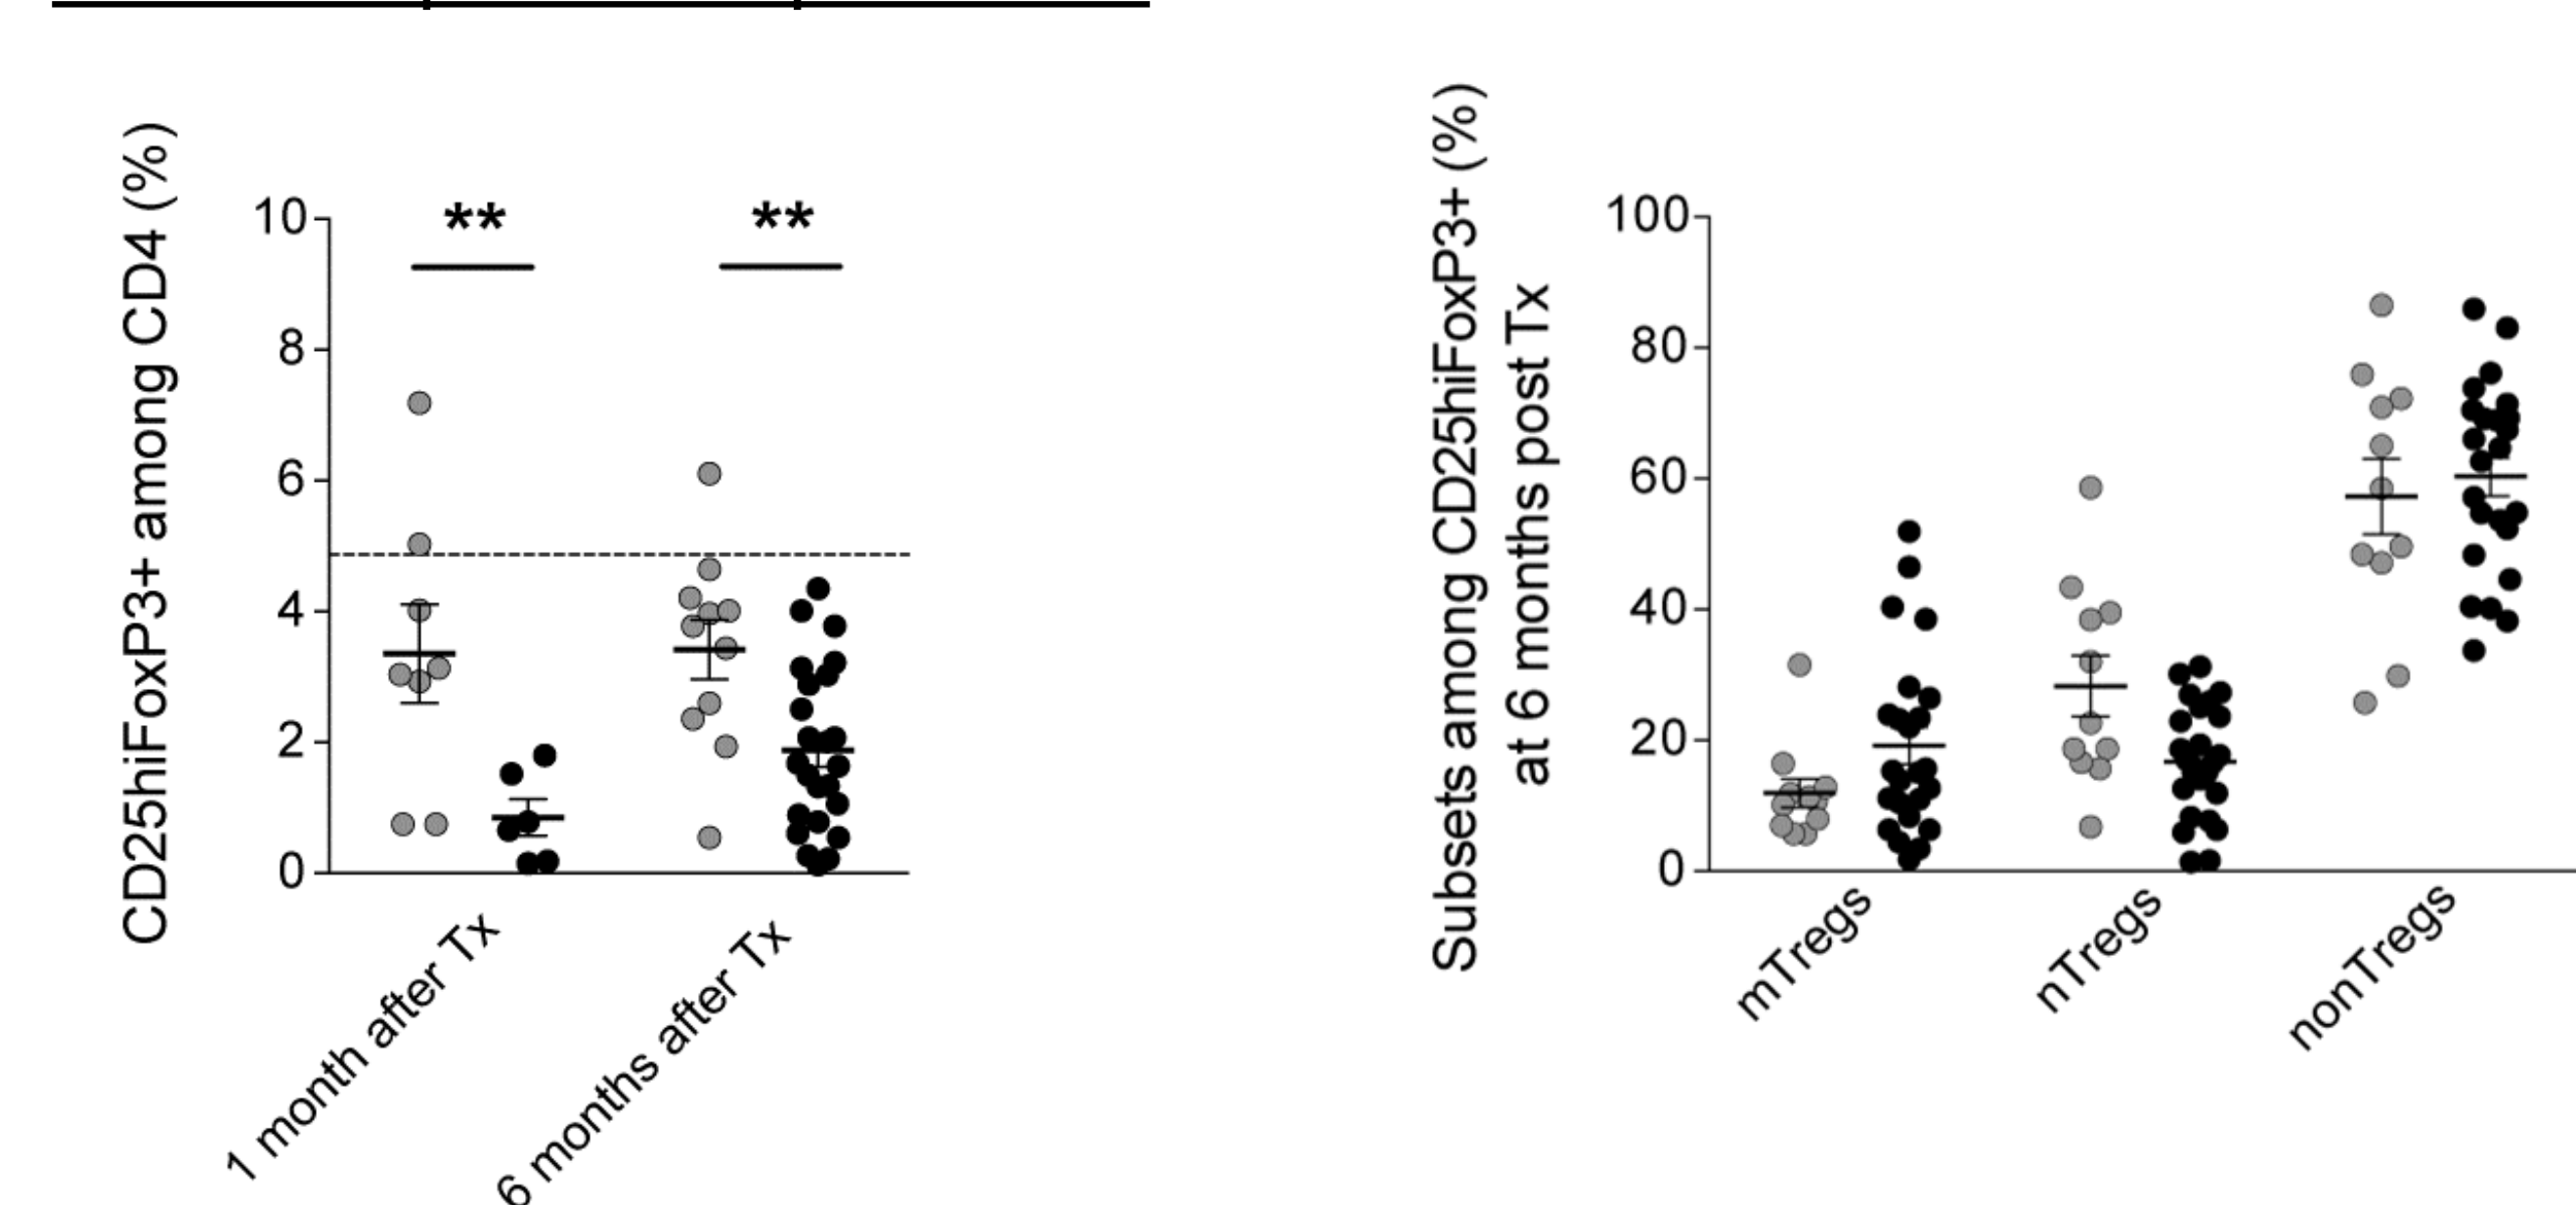 CD25hiFoxP3+ among CD4 (%)
10
8
6
4
2
0
**
**
1 month after Tx
6 months after Tx
Subsets among CD25hiFoxP3+ (%)
at 6 months post Tx
100
80
60
40
20
0
mTregs
nTregs
nonTregs